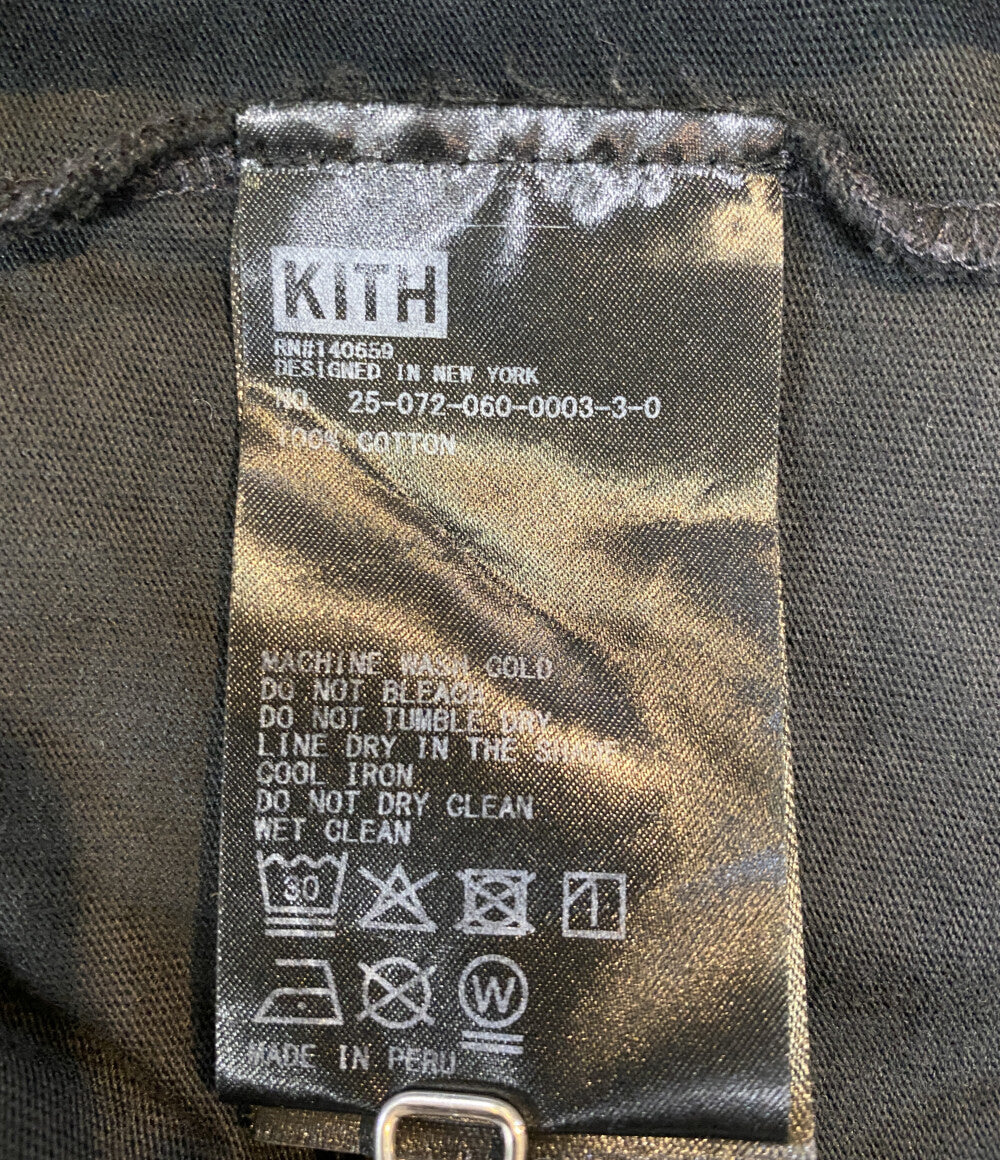 KITH
RN#140659
DESIGNED IN NEW YORK
NO. 25-072-060-0003-3-0
100% COTTON
MACHINE WASH COLD
DO NOT BLEACH
DO NOT TUMBLE DRY
LINE DRY IN THE SHADE
COOL IRON
DO NOT DRY CLEAN
WET CLEAN
30
W
MADE IN PERU